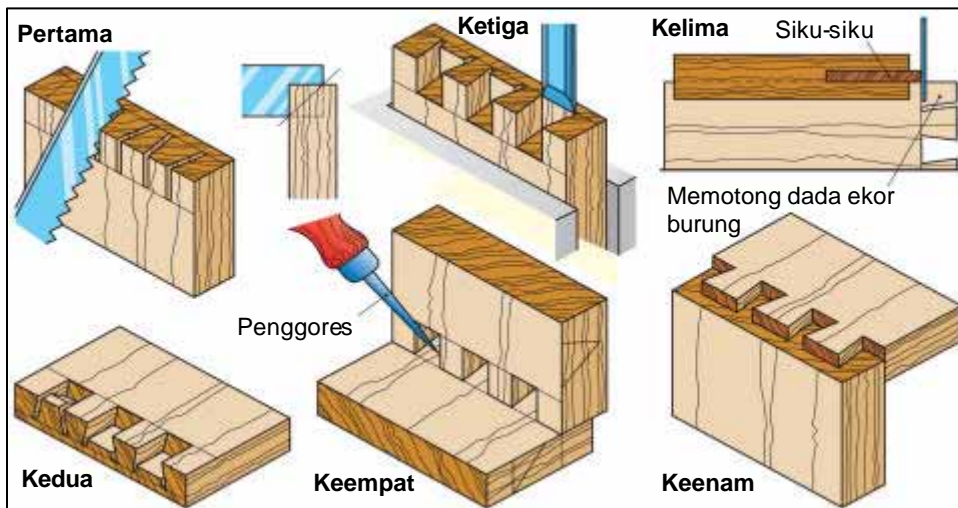 Pertama
Ketiga
Kelima
Siku-siku
Memotong dada ekor
burung
Penggores
Kedua
Keempat
Keenam